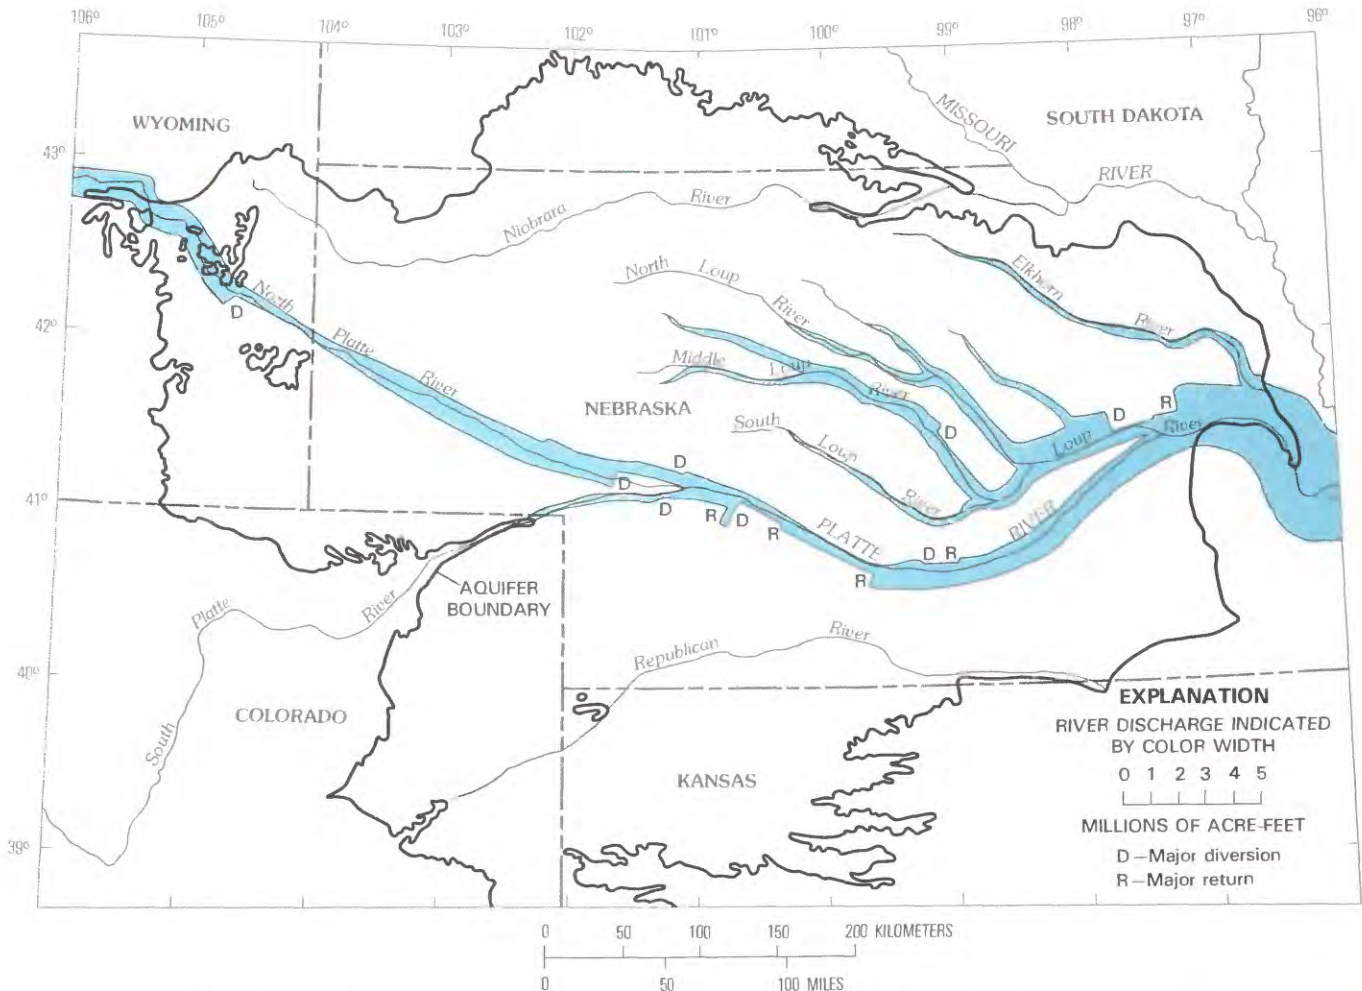 106° 105° 104° 103° 102° 101° 100° 99° 98° 97° 96°
WYOMING
SOUTH DAKOTA
MISSOURI
RIVER
43°
Niobrara
River
North
Loup
River
Elkhorn
River
42°
D
North
Platte
River
Middle
Loup
River
NEBRASKA
D
R
D
South
Loup
River
Loup
River
41°
D
D
D
R
D
R
PLATTE
RIVER
D R
R
AQUIFER
BOUNDARY
Platte
River
South
40°
Republican
River
COLORADO
KANSAS
39°
EXPLANATION
RIVER DISCHARGE INDICATED
BY COLOR WIDTH
0 1 2 3 4 5
MILLIONS OF ACRE-FEET
D—Major diversion
R—Major return
0 50 100 150 200 KILOMETERS
0 50 100 MILES